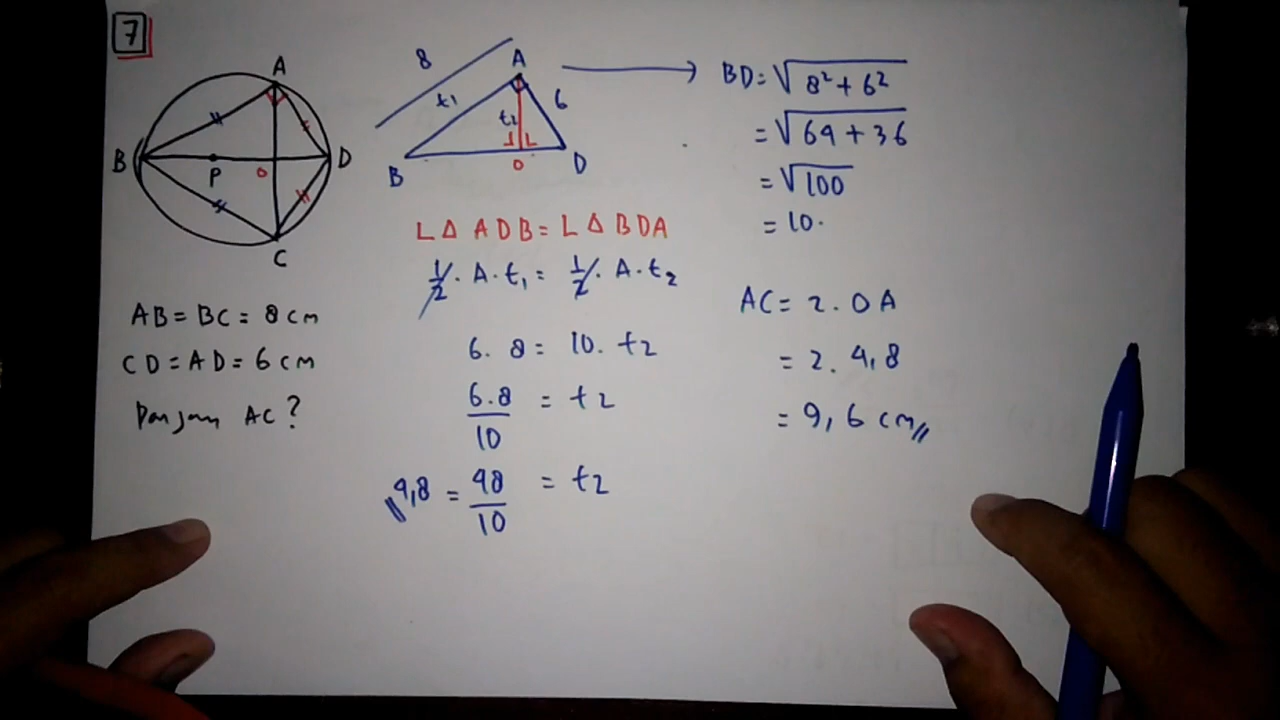 7
A
B
P
O
D
C
AB = BC = 8 cm
CD = AD = 6 cm
Panjang AC ?
8
A
t₁
t₂
6
B
O
D
L Δ ADB = L Δ BDA
1/2 . A . t₁ = 1/2 . A . t₂
6. 8 = 10. t₂
6.8/10 = t₂
4,8 = 48/10 = t₂
BD = √8² + 6²
= √64 + 36
= √100
= 10.
AC = 2. OA
= 2. 4,8
= 9,6 cm